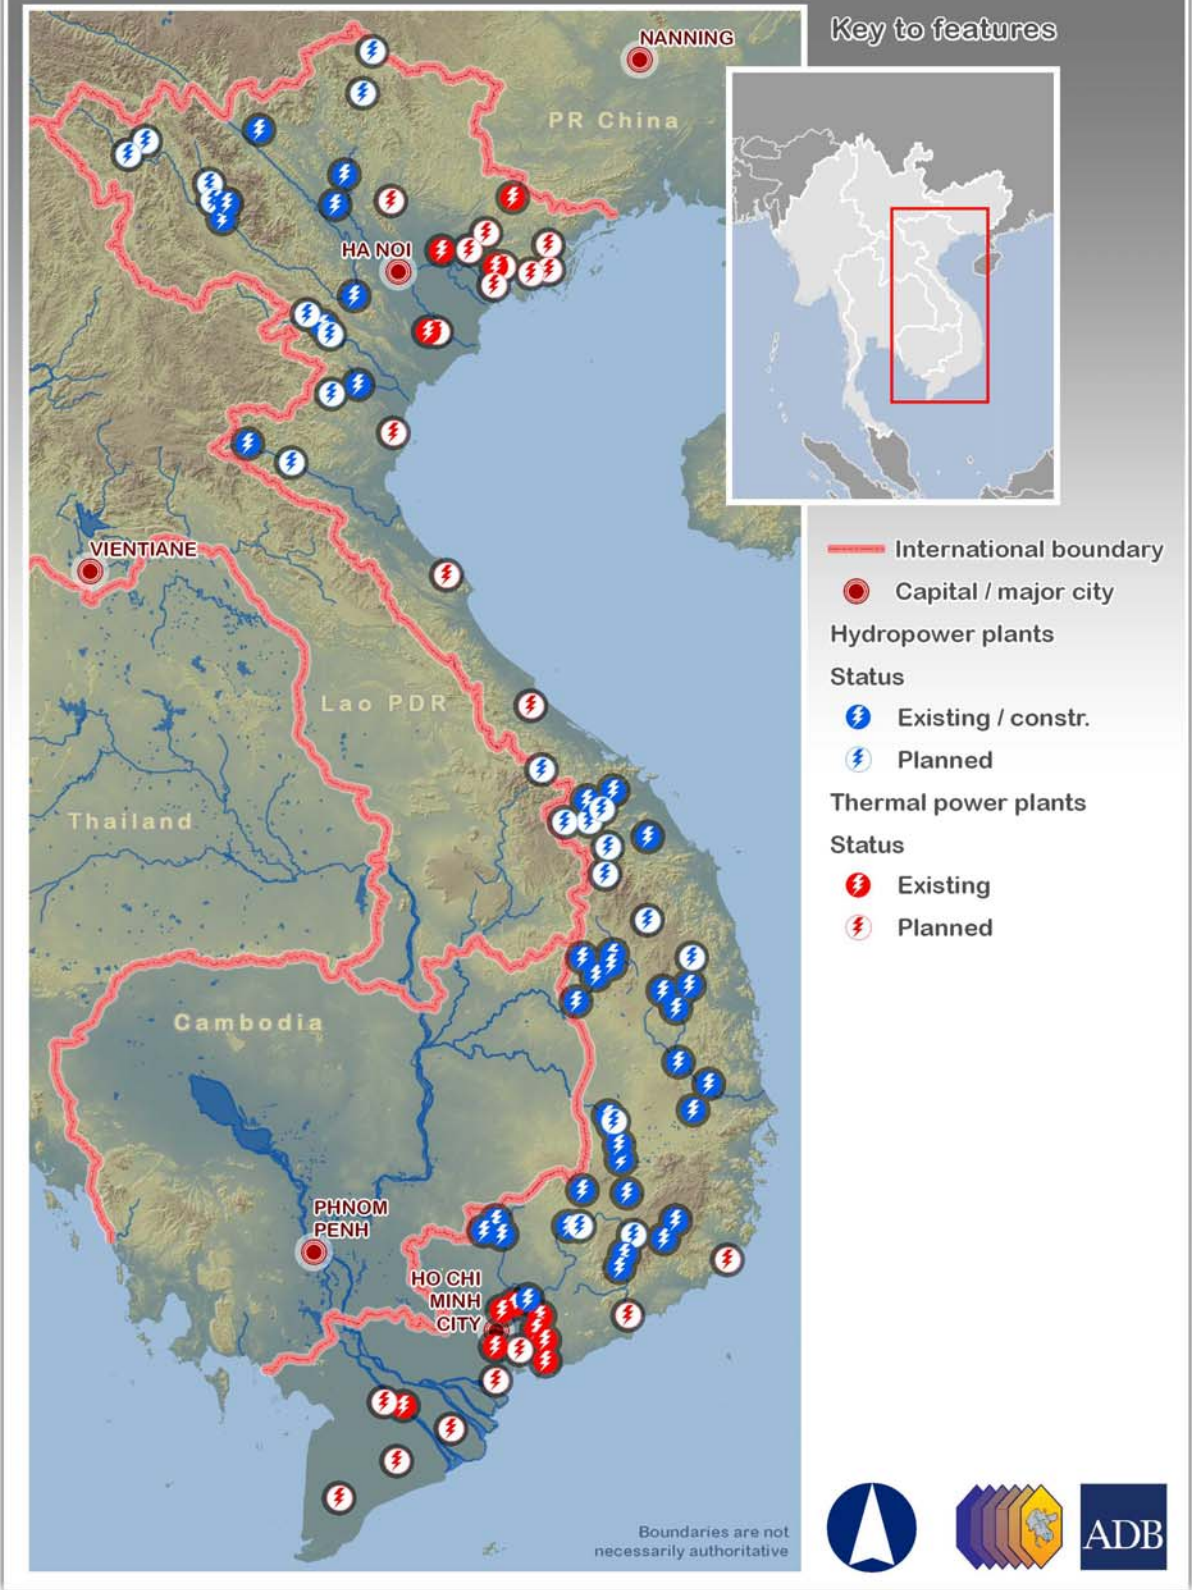 Key to features
NANNING
PR China
HA NOI
VIENTIANE
International boundary
Capital / major city
Hydropower plants
Status
Existing / constr.
Planned
Thermal power plants
Status
Existing
Planned
Lao PDR
Thailand
Cambodia
PHNOM
PENH
HO CHI
MINH
CITY
Boundaries are not
necessarily authoritative
ADB